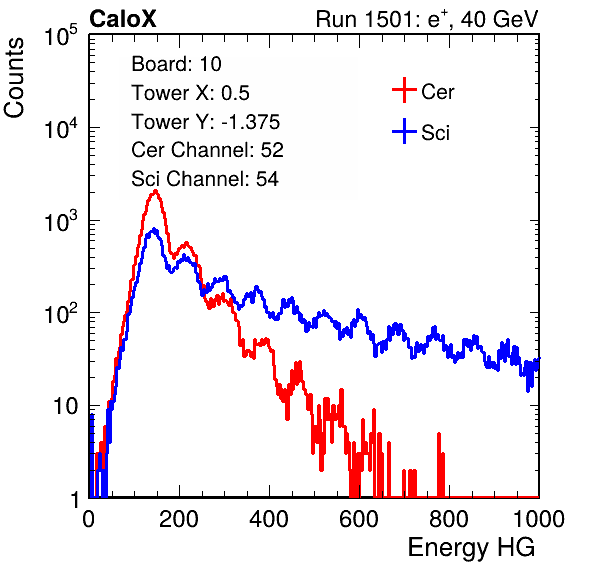 CaloX Run 1501: e⁺, 40 GeV
Board: 10
Tower X: 0.5
Tower Y: -1.375
Cer Channel: 52
Sci Channel: 54
Cer
Sci
Counts
10⁵
10⁴
10³
10²
10
1
0 200 400 600 800 1000
Energy HG